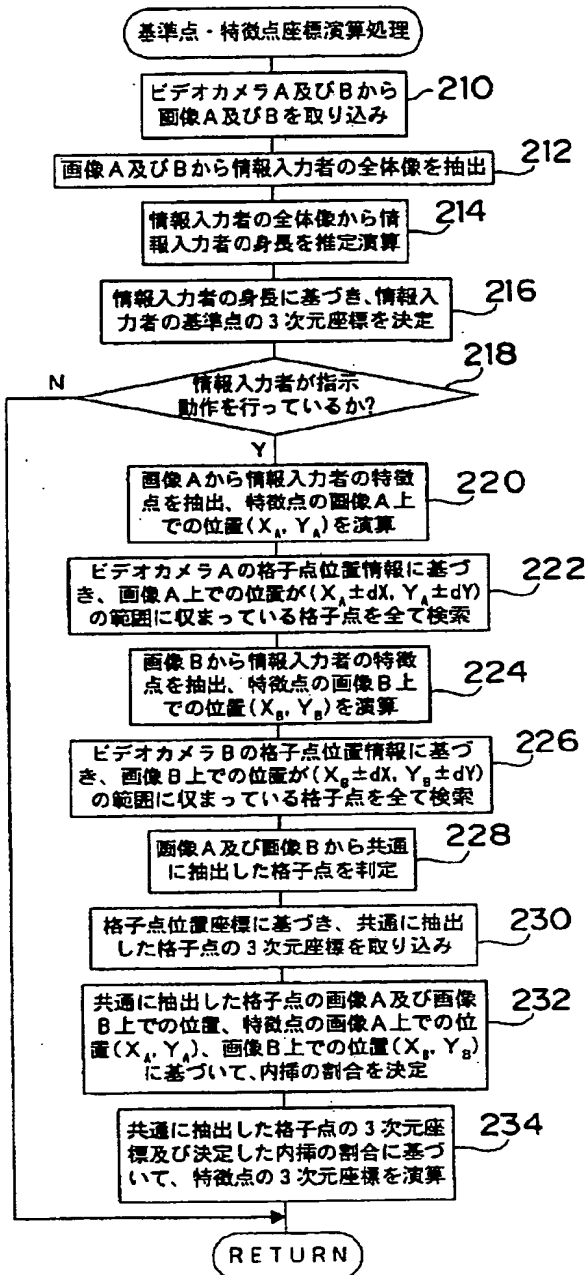 基準点・特徴点座標演算処理
ビデオカメラA及びBから
画像A及びBを取り込み
210
212
画像A及びBから情報入力者の全体像を抽出
214
情報入力者の全体像から情
報入力者の身長を推定演算
216
情報入力者の身長に基づき、情報入
力者の基準点の3次元座標を決定
218
N
情報入力者が指示
動作を行っているか?
Y
画像Aから情報入力者の特徴
点を抽出、特徴点の画像A上
での位置(XA, YA)を演算
220
ビデオカメラAの格子点位置情報に基づ
き、画像A上での位置が(XA±dX, YA±dY)
の範囲に収まっている格子点を全て検索
222
画像Bから情報入力者の特徴
点を抽出、特徴点の画像B上
での位置(XB, YB)を演算
224
ビデオカメラBの格子点位置情報に基づ
き、画像B上での位置が(XB±dX, YB±dY)
の範囲に収まっている格子点を全て検索
226
画像A及び画像Bから共通
に抽出した格子点を判定
228
格子点位置座標に基づき、共通に抽出
した格子点の3次元座標を取り込み
230
共通に抽出した格子点の画像A及び画像
B上での位置、特徴点の画像A上での位
置(XA, YA)、画像B上での位置(XB, YB)
に基づいて、内挿の割合を決定
232
共通に抽出した格子点の3次元座
標及び決定した内挿の割合に基づ
いて、特徴点の3次元座標を演算
234
RETURN